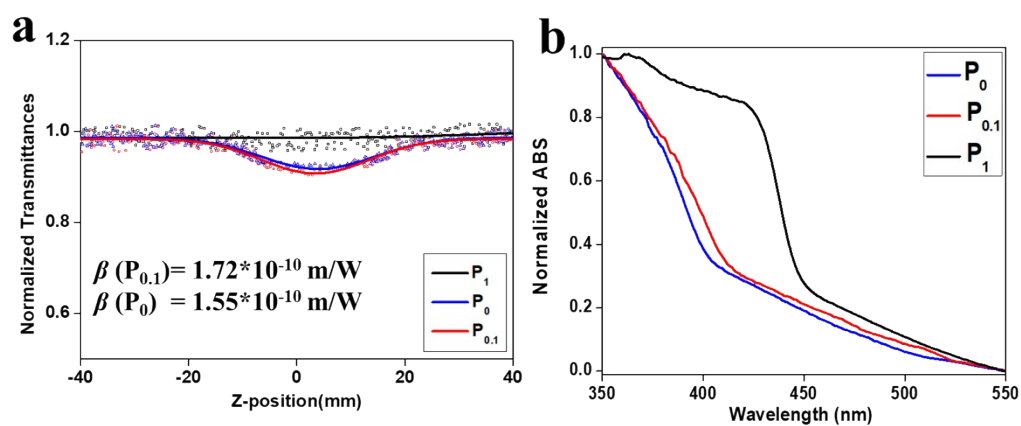 a
1.2
1.0
0.8
0.6
-40
-20
0
20
40
Normalized Transmittances
Z-position(mm)
β (P0.1)= 1.72*10-10 m/W
β (P0) = 1.55*10-10 m/W
P1
P0
P0.1
b
1.0
0.8
0.6
0.4
0.2
0.0
350
400
450
500
550
Normalized ABS
Wavelength (nm)
P0
P0.1
P1